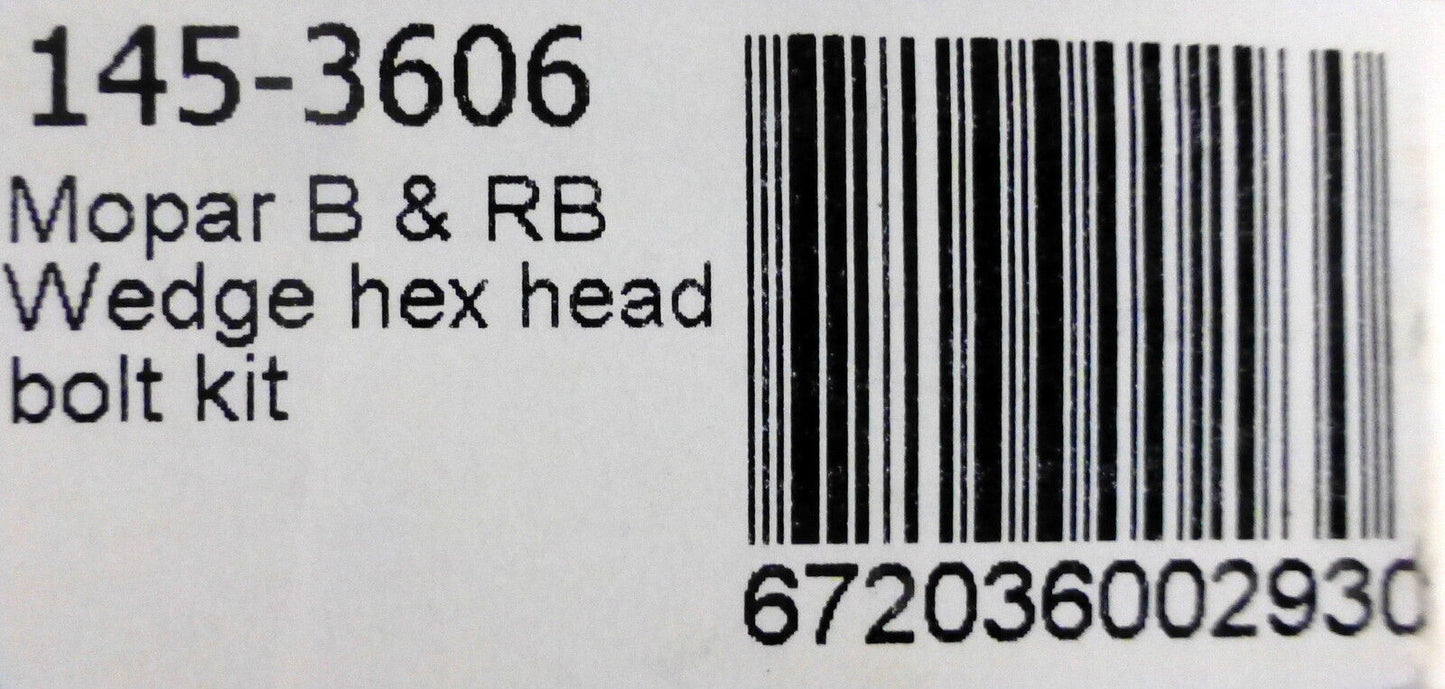 145-3606
Mopar B & RB
Wedge hex head
bolt kit
672036002930